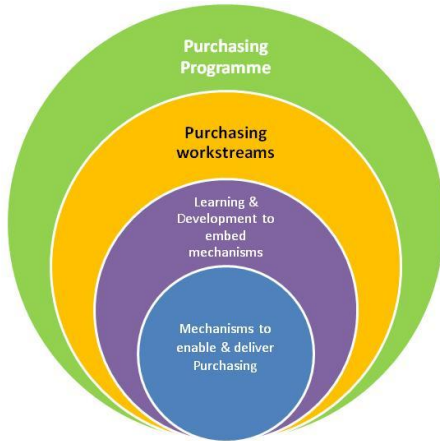 Purchasing
Programme
Purchasing
workstreams
Learning &
Development to
embed
mechanisms
Mechanisms to
enable & deliver
Purchasing